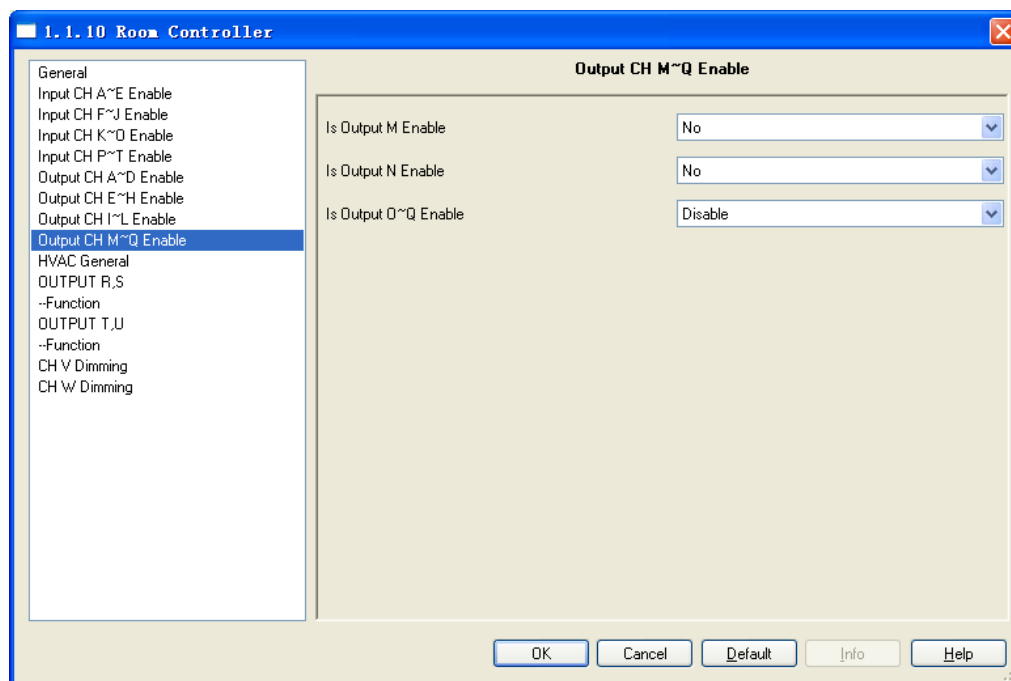 1.1.10 Room Controller
General
Input CH A~E Enable
Input CH F~J Enable
Input CH K~O Enable
Input CH P~T Enable
Output CH A~D Enable
Output CH E~H Enable
Output CH I~L Enable
Output CH M~Q Enable
HVAC General
OUTPUT R,S
--Function
OUTPUT T,U
--Function
CH V Dimming
CH W Dimming
Output CH M~Q Enable
Is Output M Enable No
Is Output N Enable No
Is Output O~Q Enable Disable
OK Cancel Default Info Help